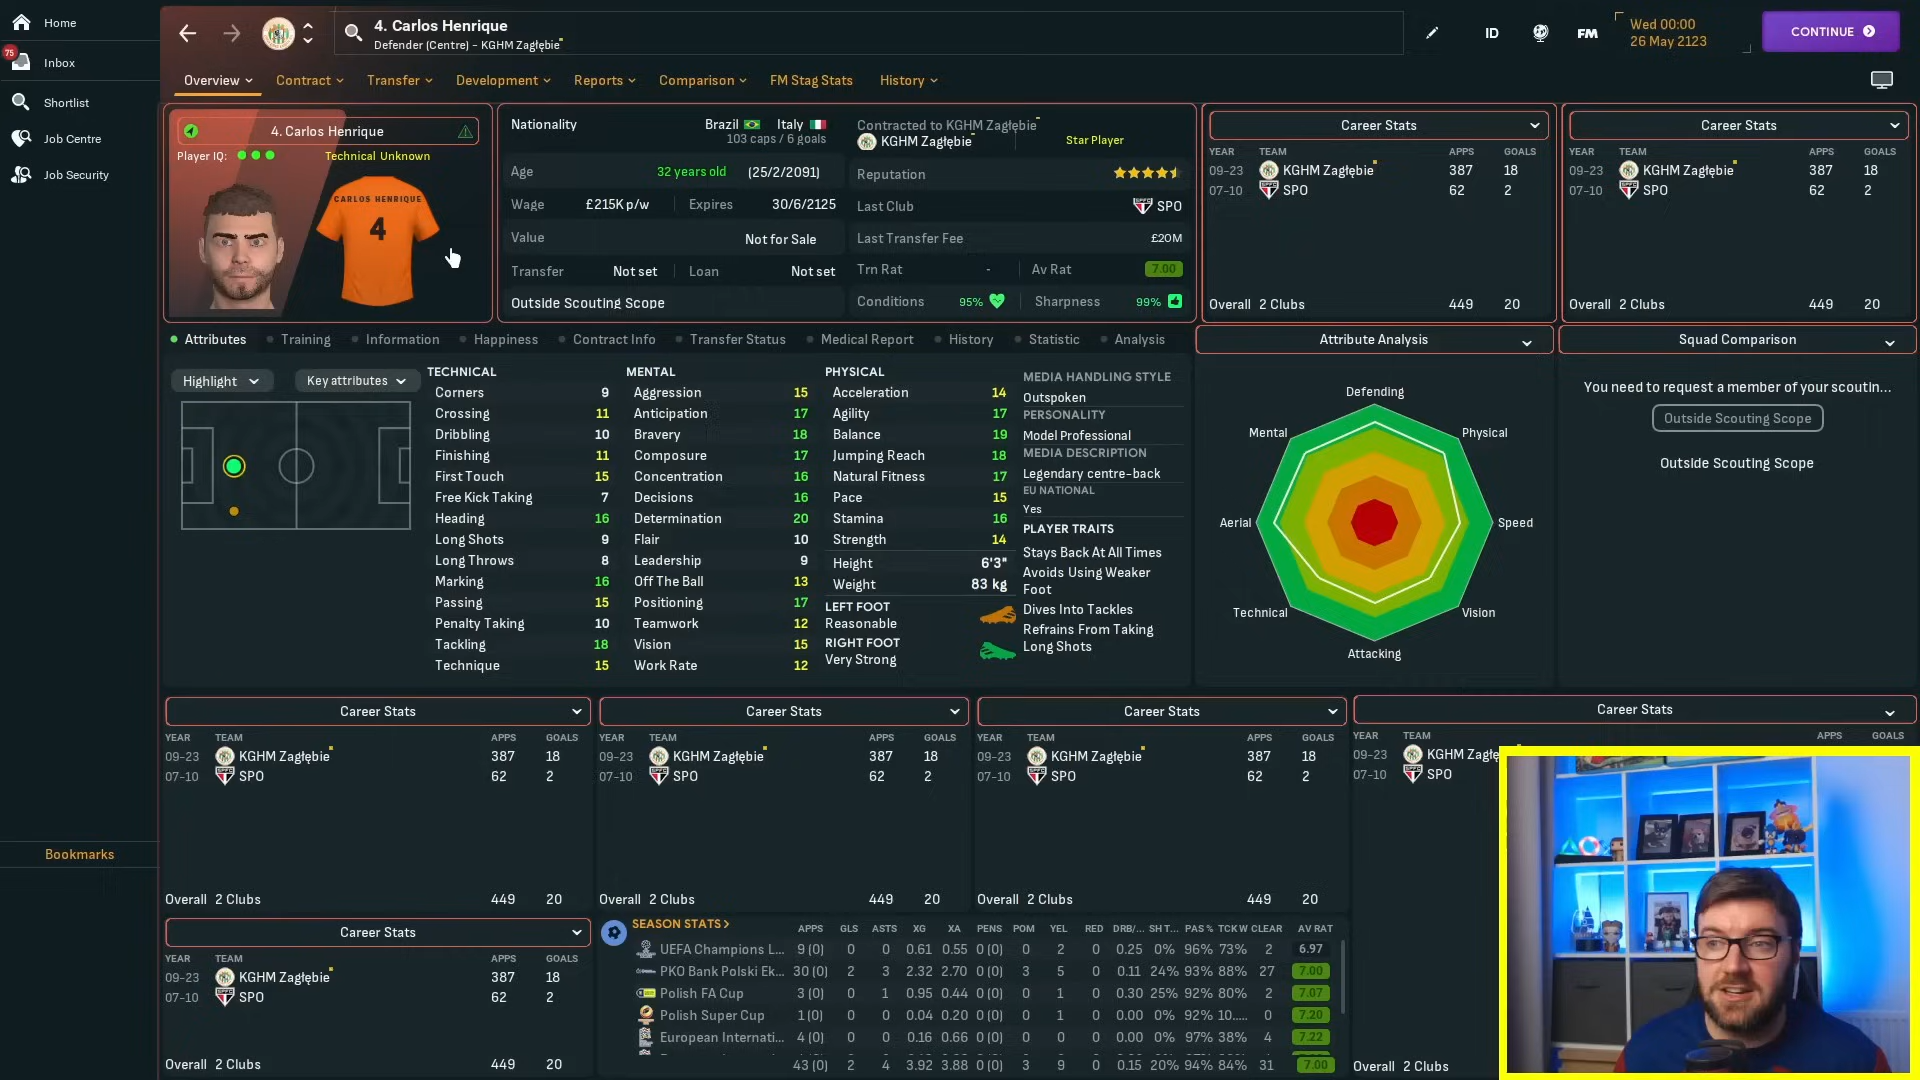 Home
75
Inbox
Shortlist
Job Centre
Job Security
Bookmarks
4. Carlos Henrique
Defender (Centre) - KGHM Zagłębie
ID
FM
Wed 00:00
26 May 2123
CONTINUE
Overview Contract Transfer Development Reports Comparison FM Stag Stats History
4. Carlos Henrique
Player IQ:
Technical Unknown
CARLOS HENRIQUE
4
Nationality Brazil Italy
103 caps / 6 goals
Age 32 years old (25/2/2091)
Wage £215K p/w Expires 30/6/2125
Value Not for Sale
Transfer Not set Loan Not set
Outside Scouting Scope
Contracted to KGHM Zagłębie
KGHM Zagłębie Star Player
Reputation
Last Club SPO
Last Transfer Fee £20M
Trn Rat - Av Rat 7.00
Conditions 95% Sharpness 99%
Career Stats
YEAR TEAM APPS GOALS
09-23 KGHM Zagłębie 387 18
07-10 SPO 62 2
Overall 2 Clubs 449 20
Career Stats
YEAR TEAM APPS GOALS
09-23 KGHM Zagłębie 387 18
07-10 SPO 62 2
Overall 2 Clubs 449 20
Attributes Training Information Happiness Contract Info Transfer Status Medical Report History Statistic Analysis
Highlight Key attributes
TECHNICAL
Corners 9
Crossing 11
Dribbling 10
Finishing 11
First Touch 15
Free Kick Taking 7
Heading 16
Long Shots 9
Long Throws 8
Marking 16
Passing 15
Penalty Taking 10
Tackling 18
Technique 15
MENTAL
Aggression 15
Anticipation 17
Bravery 18
Composure 17
Concentration 16
Decisions 16
Determination 20
Flair 10
Leadership 9
Off The Ball 13
Positioning 17
Teamwork 12
Vision 15
Work Rate 12
PHYSICAL
Acceleration 14
Agility 17
Balance 19
Jumping Reach 18
Natural Fitness 17
Pace 15
Stamina 16
Strength 14
Height 6'3"
Weight 83 kg
LEFT FOOT
Reasonable
RIGHT FOOT
Very Strong
MEDIA HANDLING STYLE
Outspoken
PERSONALITY
Model Professional
MEDIA DESCRIPTION
Legendary centre-back
EU NATIONAL
Yes
PLAYER TRAITS
Stays Back At All Times
Avoids Using Weaker
Foot
Dives Into Tackles
Refrains From Taking
Long Shots
Attribute Analysis
Defending
Mental Physical
Aerial Speed
Technical Vision
Attacking
Squad Comparison
You need to request a member of your scoutin...
Outside Scouting Scope
Outside Scouting Scope
Career Stats
YEAR TEAM APPS GOALS
09-23 KGHM Zagłębie 387 18
07-10 SPO 62 2
Overall 2 Clubs 449 20
Career Stats
YEAR TEAM APPS GOALS
09-23 KGHM Zagłębie 387 18
07-10 SPO 62 2
Overall 2 Clubs 449 20
Career Stats
YEAR TEAM APPS GOALS
09-23 KGHM Zagłębie 387 18
07-10 SPO 62 2
Overall 2 Clubs 449 20
Career Stats
YEAR TEAM APPS GOALS
09-23 KGHM Zagłę
07-10 SPO
Overall 2 Clubs
Career Stats
YEAR TEAM APPS GOALS
09-23 KGHM Zagłębie 387 18
07-10 SPO 62 2
Overall 2 Clubs 449 20
SEASON STATS > APPS GLS ASTS XG XA PENS POM YEL RED DRB/... SH T... PAS % TCK W CLEAR AV RAT
UEFA Champions L... 9 (0) 0 0 0.61 0.55 0 (0) 0 2 0 0.25 0% 96% 73% 2 6.97
PKO Bank Polski Ek... 30 (0) 2 3 2.32 2.70 0 (0) 3 5 0 0.11 24% 93% 88% 27 7.00
Polish FA Cup 3 (0) 0 1 0.95 0.44 0 (0) 0 1 0 0.30 25% 92% 80% 2 7.07
Polish Super Cup 1 (0) 0 0 0.04 0.20 0 (0) 0 1 0 0.00 0% 92% 10..... 0 7.20
European Internati... 4 (0) 0 0 0.16 0.66 0 (0) 0 0 0 0.00 0% 97% 38% 4 7.22
43 (0) 2 4 3.92 3.88 0 (0) 3 9 0 0.15 20% 94% 84% 31 7.00